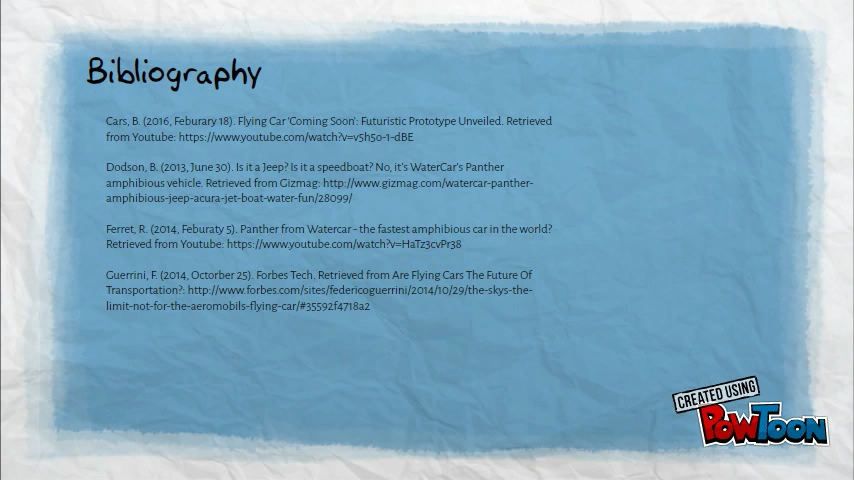 Bibliography
Cars, B. (2016, Feburary 18). Flying Car 'Coming Soon': Futuristic Prototype Unveiled. Retrieved
from Youtube: https://www.youtube.com/watch?v=v5h5o-1-dBE
Dodson, B. (2013, June 30). Is it a Jeep? Is it a speedboat? No, it's WaterCar's Panther
amphibious vehicle. Retrieved from Gizmag: http://www.gizmag.com/watercar-panther-
amphibious-jeep-acura-jet-boat-water-fun/28099/
Ferret, R. (2014, Feburaty 5). Panther from Watercar - the fastest amphibious car in the world?
Retrieved from Youtube: https://www.youtube.com/watch?v=HaTz3cvPr38
Guerrini, F. (2014, Octorber 25). Forbes Tech. Retrieved from Are Flying Cars The Future Of
Transportation?: http://www.forbes.com/sites/federicoguerrini/2014/10/29/the-skys-the-
limit-not-for-the-aeromobils-flying-car/#35592f4718a2
CREATED USING
POWTOON